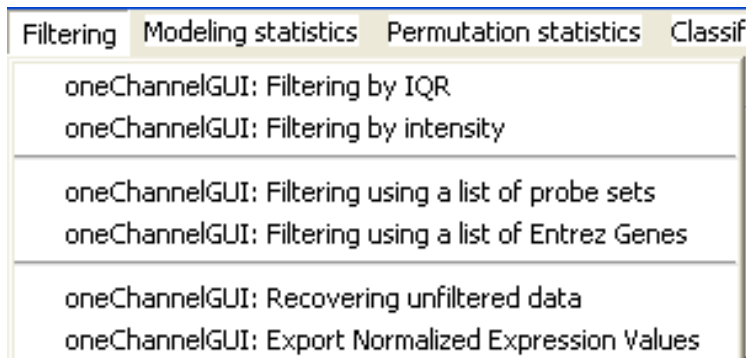 Filtering Modeling statistics Permutation statistics Classif
oneChannelGUI: Filtering by IQR
oneChannelGUI: Filtering by intensity
oneChannelGUI: Filtering using a list of probe sets
oneChannelGUI: Filtering using a list of Entrez Genes
oneChannelGUI: Recovering unfiltered data
oneChannelGUI: Export Normalized Expression Values